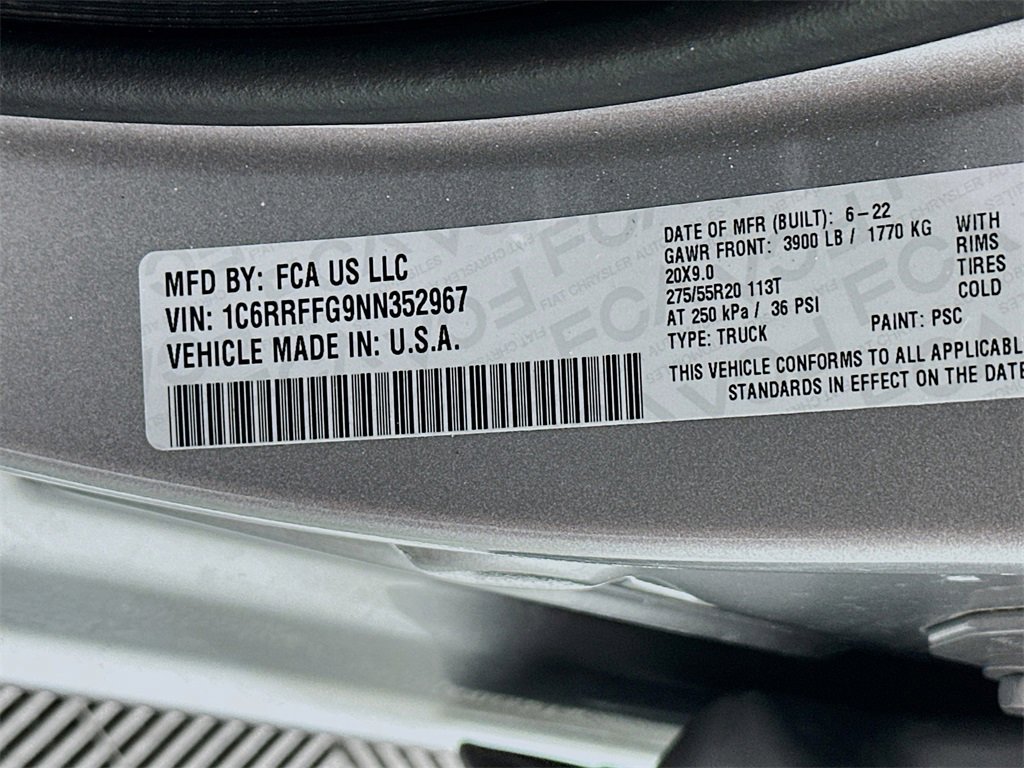 MFD BY: FCA US LLC
VIN: 1C6RRFFG9NN352967
VEHICLE MADE IN: U.S.A.
DATE OF MFR (BUILT): 6-22
GAWR FRONT: 3900 LB / 1770 KG WITH
20X9.0 RIMS
275/55R20 113T TIRES
AT 250 kPa / 36 PSI COLD
TYPE: TRUCK PAINT: PSC
THIS VEHICLE CONFORMS TO ALL APPLICABL
STANDARDS IN EFFECT ON THE DATE